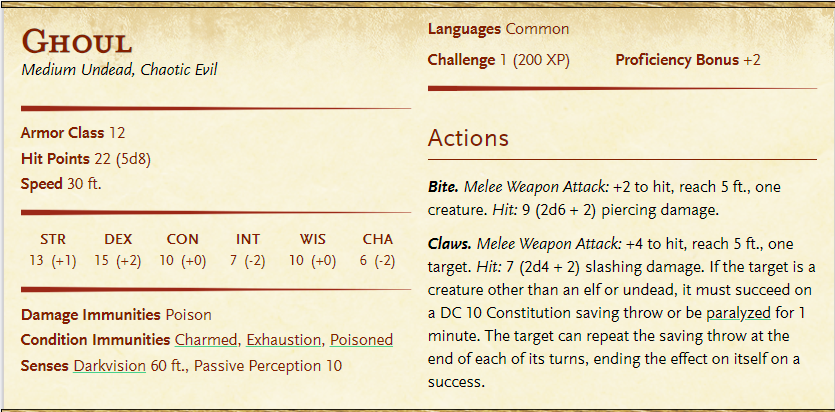 Ghoul
Medium Undead, Chaotic Evil
Armor Class 12
Hit Points 22 (5d8)
Speed 30 ft.
STR DEX CON INT WIS CHA
13 (+1) 15 (+2) 10 (+0) 7 (-2) 10 (+0) 6 (-2)
Damage Immunities Poison
Condition Immunities Charmed, Exhaustion, Poisoned
Senses Darkvision 60 ft., Passive Perception 10
Languages Common
Challenge 1 (200 XP) Proficiency Bonus +2
Actions
Bite. Melee Weapon Attack: +2 to hit, reach 5 ft., one
creature. Hit: 9 (2d6 + 2) piercing damage.
Claws. Melee Weapon Attack: +4 to hit, reach 5 ft., one
target. Hit: 7 (2d4 + 2) slashing damage. If the target is a
creature other than an elf or undead, it must succeed on
a DC 10 Constitution saving throw or be paralyzed for 1
minute. The target can repeat the saving throw at the
end of each of its turns, ending the effect on itself on a
success.